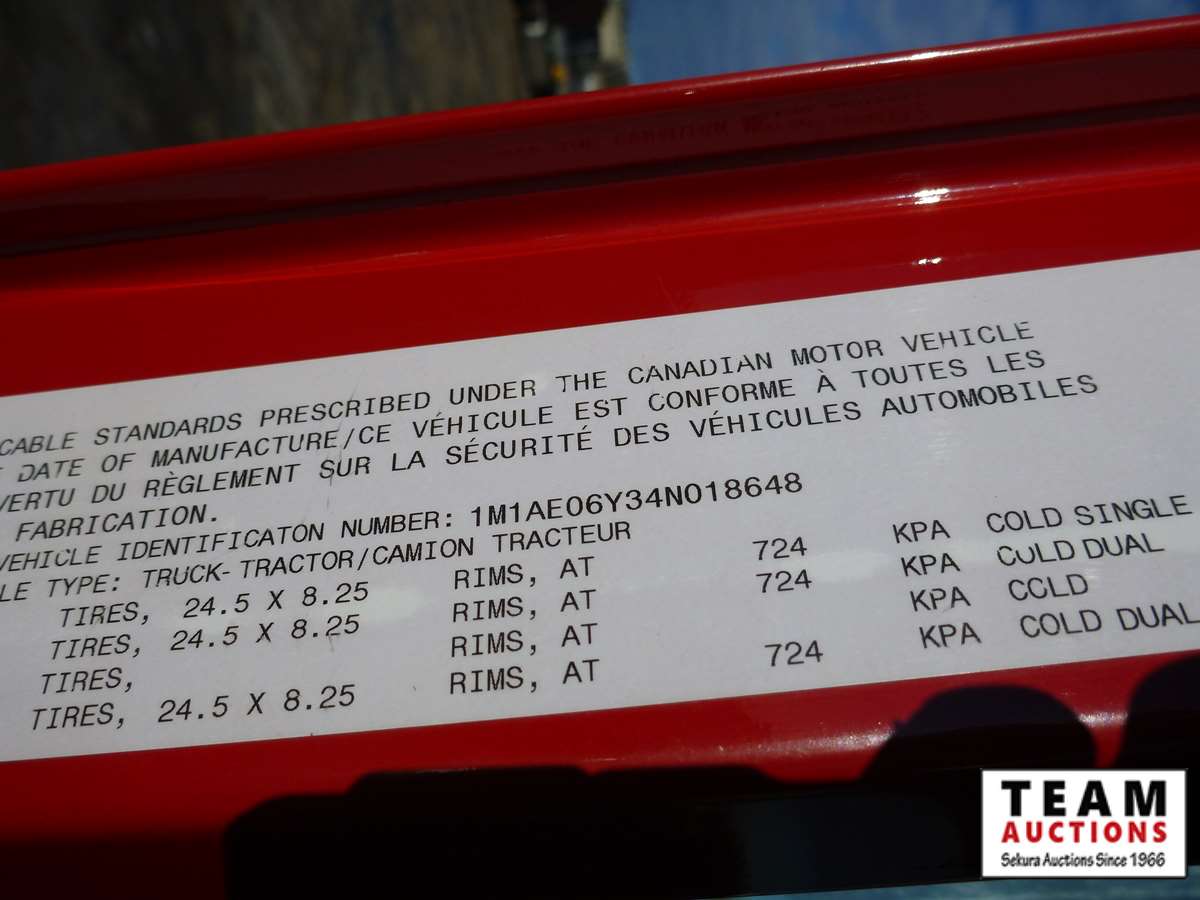 CABLE STANDARDS PRESCRIBED UNDER THE CANADIAN MOTOR VEHICLE
DATE OF MANUFACTURE/CE VÉHICULE EST CONFORME À TOUTES LES
VERTU DU RÈGLEMENT SUR LA SÉCURITÉ DES VÉHICULES AUTOMOBILES
FABRICATION.
VEHICLE IDENTIFICATON NUMBER: 1M1AE06Y34N018648
LE TYPE: TRUCK-TRACTOR/CAMION TRACTEUR
TIRES, 24.5 X 8.25 RIMS, AT 724 KPA COLD SINGLE
TIRES, 24.5 X 8.25 RIMS, AT 724 KPA COLD DUAL
TIRES, RIMS, AT KPA COLD
TIRES, 24.5 X 8.25 RIMS, AT 724 KPA COLD DUAL
TEAM
AUCTIONS
Sekura Auctions Since 1966